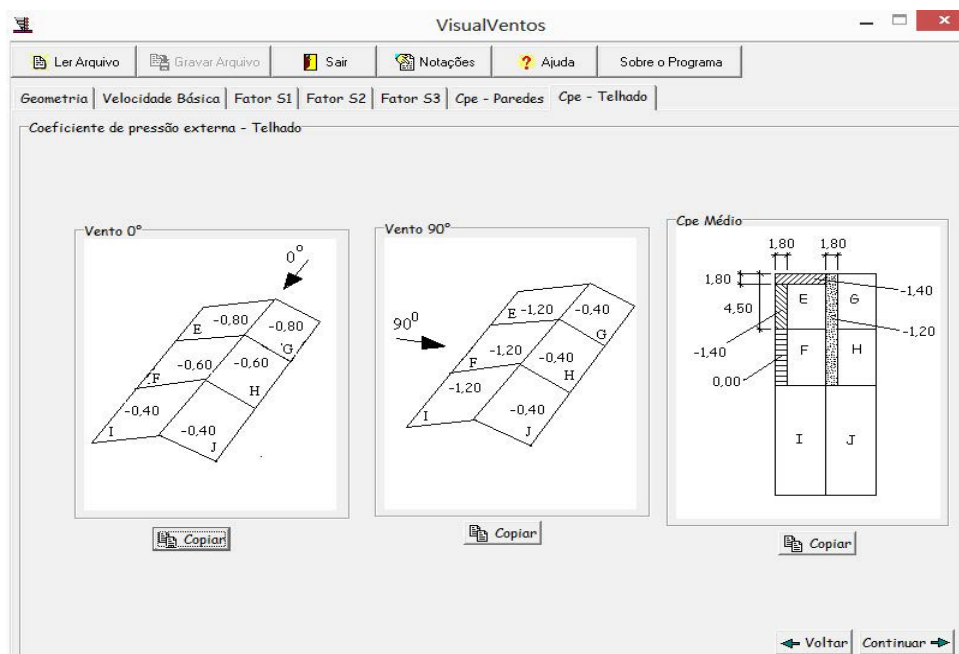 VisualVentos
Ler Arquivo Gravar Arquivo Sair Notações ? Ajuda Sobre o Programa
Geometria Velocidade Básica Fator S1 Fator S2 Fator S3 Cpe - Paredes Cpe - Telhado
Coeficiente de pressão externa - Telhado
Vento 0°
0°
E -0,80 -0,80
G
F -0,60 -0,60
H
I -0,40 -0,40
J
Copiar
Vento 90°
90⁰
E -1,20 -0,40
G
F -1,20 -0,40
H
I -1,20 -0,40
J
Copiar
Cpe Médio
1,80 1,80
1,80
4,50
E G
-1,40
-1,20
-1,40
F H
0,00
I J
Copiar
Voltar Continuar